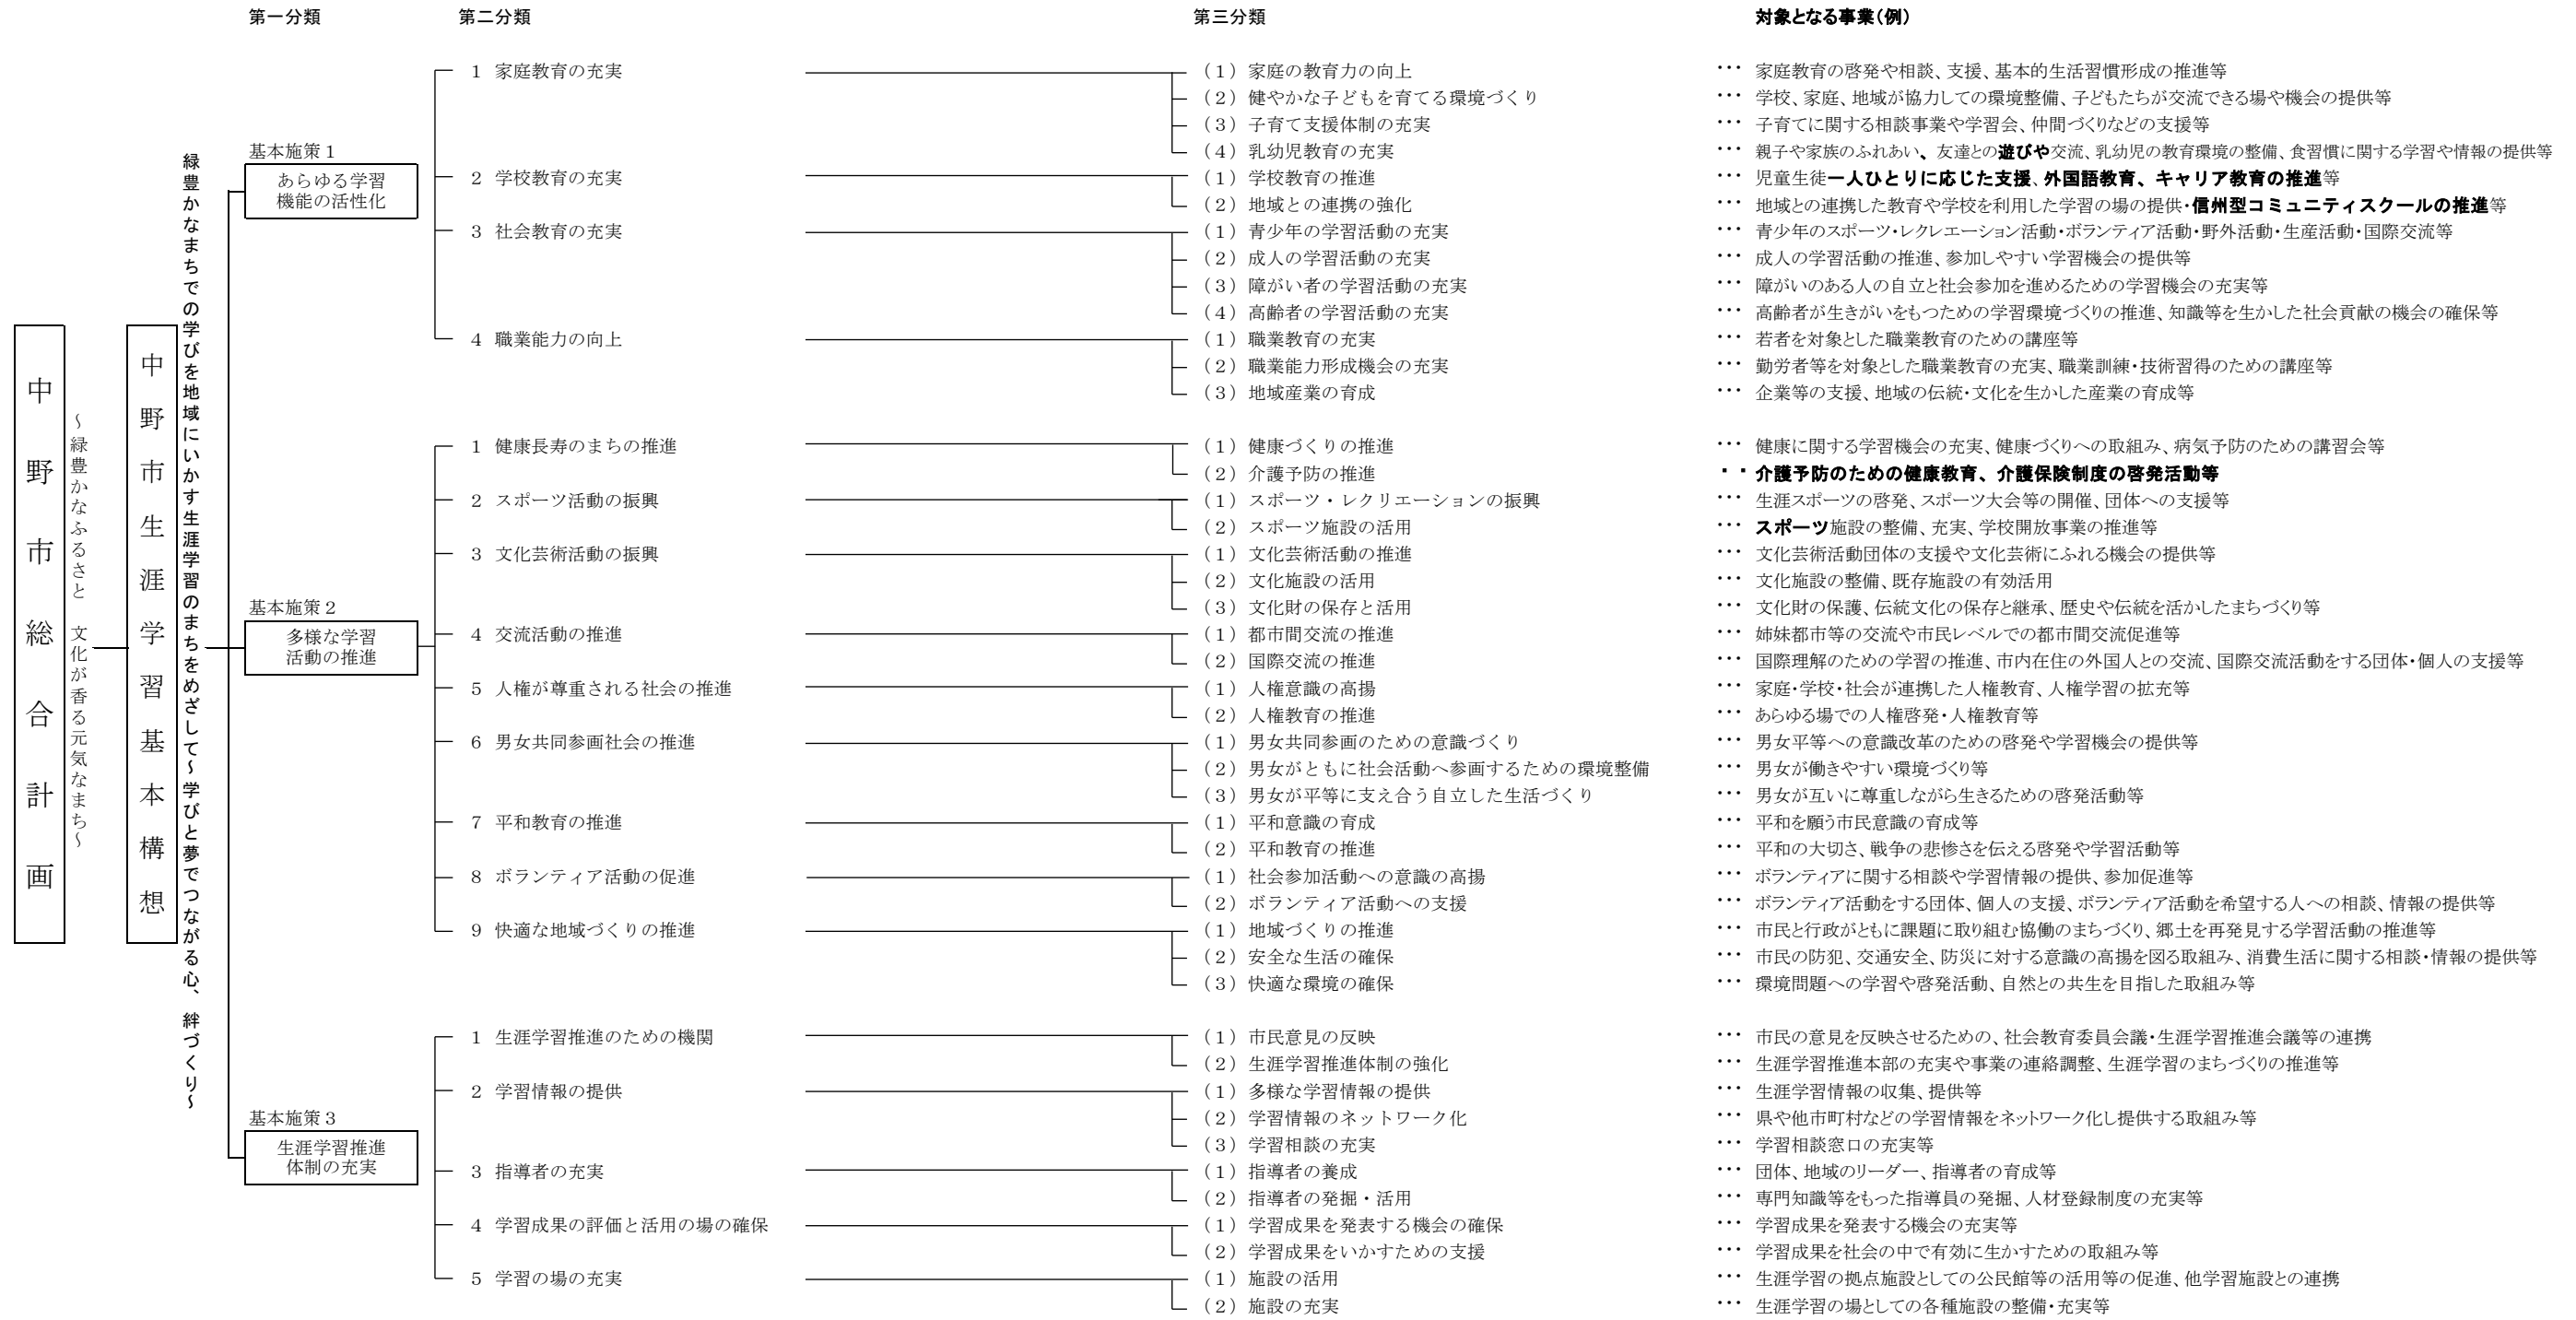 第一分類 第二分類 第三分類 対象となる事業(例)
中野市総合計画
~緑豊かなふるさと 文化が香る元気なまち~
中野市生涯学習基本構想
緑豊かなまちでの学びを地域にいかす生涯学習のまちをめざして~学びと夢でつながる心、絆づくり~
基本施策1
あらゆる学習
機能の活性化
1 家庭教育の充実 (1)家庭の教育力の向上 ・・・ 家庭教育の啓発や相談、支援、基本的生活習慣形成の推進等
(2)健やかな子どもを育てる環境づくり ・・・ 学校、家庭、地域が協力しての環境整備、子どもたちが交流できる場や機会の提供等
(3)子育て支援体制の充実 ・・・ 子育てに関する相談事業や学習会、仲間づくりなどの支援等
(4)乳幼児教育の充実 ・・・ 親子や家族のふれあい、友達との遊びや交流、乳幼児の教育環境の整備、食習慣に関する学習や情報の提供等
2 学校教育の充実 (1)学校教育の推進 ・・・ 児童生徒一人ひとりに応じた支援、外国語教育、キャリア教育の推進等
(2)地域との連携の強化 ・・・ 地域との連携した教育や学校を利用した学習の場の提供・信州型コミュニティスクールの推進等
3 社会教育の充実 (1)青少年の学習活動の充実 ・・・ 青少年のスポーツ・レクレエーション活動・ボランティア活動・野外活動・生産活動・国際交流等
(2)成人の学習活動の充実 ・・・ 成人の学習活動の推進、参加しやすい学習機会の提供等
(3)障がい者の学習活動の充実 ・・・ 障がいのある人の自立と社会参加を進めるための学習機会の充実等
(4)高齢者の学習活動の充実 ・・・ 高齢者が生きがいをもつための学習環境づくりの推進、知識等を生かした社会貢献の機会の確保等
4 職業能力の向上 (1)職業教育の充実 ・・・ 若者を対象とした職業教育のための講座等
(2)職業能力形成機会の充実 ・・・ 勤労者等を対象とした職業教育の充実、職業訓練・技術習得のための講座等
(3)地域産業の育成 ・・・ 企業等の支援、地域の伝統・文化を生かした産業の育成等
基本施策2
多様な学習
活動の推進
1 健康長寿のまちの推進 (1)健康づくりの推進 ・・・ 健康に関する学習機会の充実、健康づくりへの取組み、病気予防のための講習会等
(2)介護予防の推進 ・・ 介護予防のための健康教育、介護保険制度の啓発活動等
2 スポーツ活動の振興 (1)スポーツ・レクリエーションの振興 ・・・ 生涯スポーツの啓発、スポーツ大会等の開催、団体への支援等
(2)スポーツ施設の活用 ・・・ スポーツ施設の整備、充実、学校開放事業の推進等
3 文化芸術活動の振興 (1)文化芸術活動の推進 ・・・ 文化芸術活動団体の支援や文化芸術にふれる機会の提供等
(2)文化施設の活用 ・・・ 文化施設の整備、既存施設の有効活用
(3)文化財の保存と活用 ・・・ 文化財の保護、伝統文化の保存と継承、歴史や伝統を活かしたまちづくり等
4 交流活動の推進 (1)都市間交流の推進 ・・・ 姉妹都市等の交流や市民レベルでの都市間交流促進等
(2)国際交流の推進 ・・・ 国際理解のための学習の推進、市内在住の外国人との交流、国際交流活動をする団体・個人の支援等
5 人権が尊重される社会の推進 (1)人権意識の高揚 ・・・ 家庭・学校・社会が連携した人権教育、人権学習の拡充等
(2)人権教育の推進 ・・・ あらゆる場での人権啓発・人権教育等
6 男女共同参画社会の推進 (1)男女共同参画のための意識づくり ・・・ 男女平等への意識改革のための啓発や学習機会の提供等
(2)男女がともに社会活動へ参画するための環境整備 ・・・ 男女が働きやすい環境づくり等
(3)男女が平等に支え合う自立した生活づくり ・・・ 男女が互いに尊重しながら生きるための啓発活動等
7 平和教育の推進 (1)平和意識の育成 ・・・ 平和を願う市民意識の育成等
(2)平和教育の推進 ・・・ 平和の大切さ、戦争の悲惨さを伝える啓発や学習活動等
8 ボランティア活動の促進 (1)社会参加活動への意識の高揚 ・・・ ボランティアに関する相談や学習情報の提供、参加促進等
(2)ボランティア活動への支援 ・・・ ボランティア活動をする団体、個人の支援、ボランティア活動を希望する人への相談、情報の提供等
9 快適な地域づくりの推進 (1)地域づくりの推進 ・・・ 市民と行政がともに課題に取り組む協働のまちづくり、郷土を再発見する学習活動の推進等
(2)安全な生活の確保 ・・・ 市民の防犯、交通安全、防災に対する意識の高揚を図る取組み、消費生活に関する相談・情報の提供等
(3)快適な環境の確保 ・・・ 環境問題への学習や啓発活動、自然との共生を目指した取組み等
基本施策3
生涯学習推進
体制の充実
1 生涯学習推進のための機関 (1)市民意見の反映 ・・・ 市民の意見を反映させるための、社会教育委員会議・生涯学習推進会議等の連携
(2)生涯学習推進体制の強化 ・・・ 生涯学習推進本部の充実や事業の連絡調整、生涯学習のまちづくりの推進等
2 学習情報の提供 (1)多様な学習情報の提供 ・・・ 生涯学習情報の収集、提供等
(2)学習情報のネットワーク化 ・・・ 県や他市町村などの学習情報をネットワーク化し提供する取組み等
(3)学習相談の充実 ・・・ 学習相談窓口の充実等
3 指導者の充実 (1)指導者の養成 ・・・ 団体、地域のリーダー、指導者の育成等
(2)指導者の発掘・活用 ・・・ 専門知識等をもった指導員の発掘、人材登録制度の充実等
4 学習成果の評価と活用の場の確保 (1)学習成果を発表する機会の確保 ・・・ 学習成果を発表する機会の充実等
(2)学習成果をいかすための支援 ・・・ 学習成果を社会の中で有効に生かすための取組み等
5 学習の場の充実 (1)施設の活用 ・・・ 生涯学習の拠点施設としての公民館等の活用等の促進、他学習施設との連携
(2)施設の充実 ・・・ 生涯学習の場としての各種施設の整備・充実等